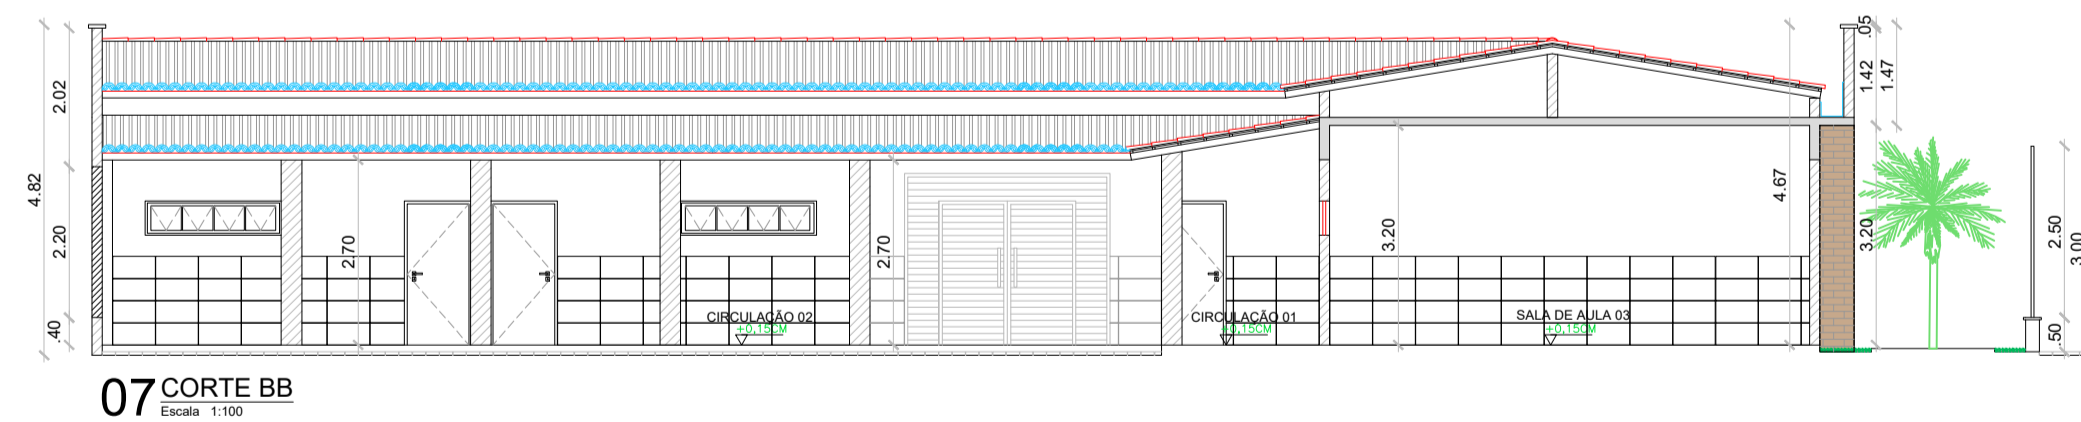 4.82
2.02
2.20
.40
2.70
2.70
CIRCULAÇÃO 02
+0,15CM
CIRCULAÇÃO 01
+0,15CM
3.20
SALA DE AULA 03
+0,15CM
4.67
.05
1.42
1.47
3.20
2.50
3.00
.50
07 CORTE BB
Escala 1:100